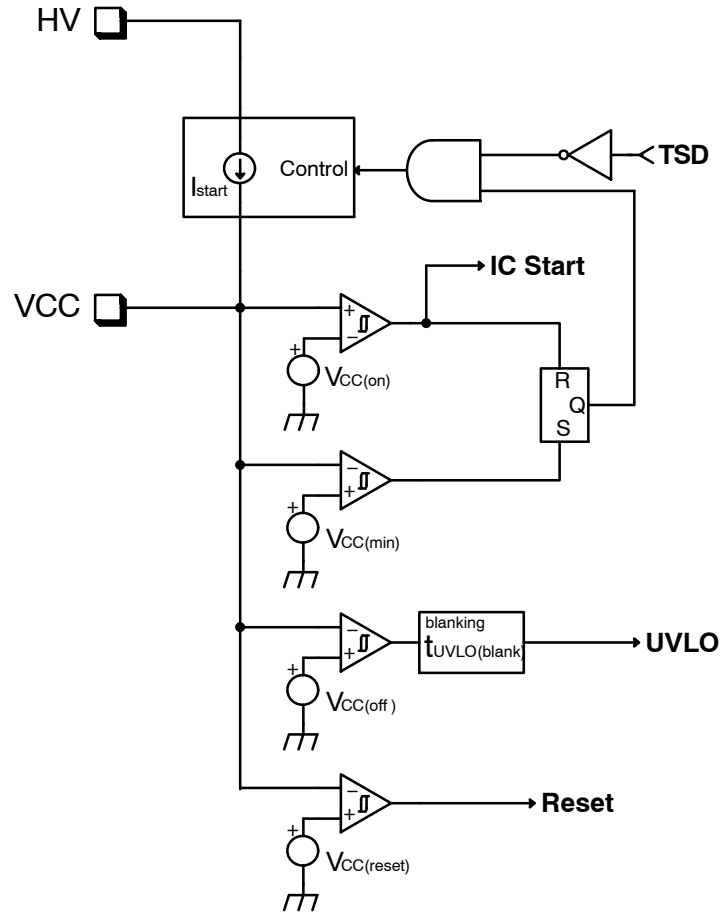 HV
Istart
Control
TSD
IC Start
VCC
+
−
+
VCC(on)
R
Q
S
−
+
+
VCC(min)
−
+
+
VCC(off )
blanking
tUVLO(blank)
UVLO
−
+
+
VCC(reset)
Reset